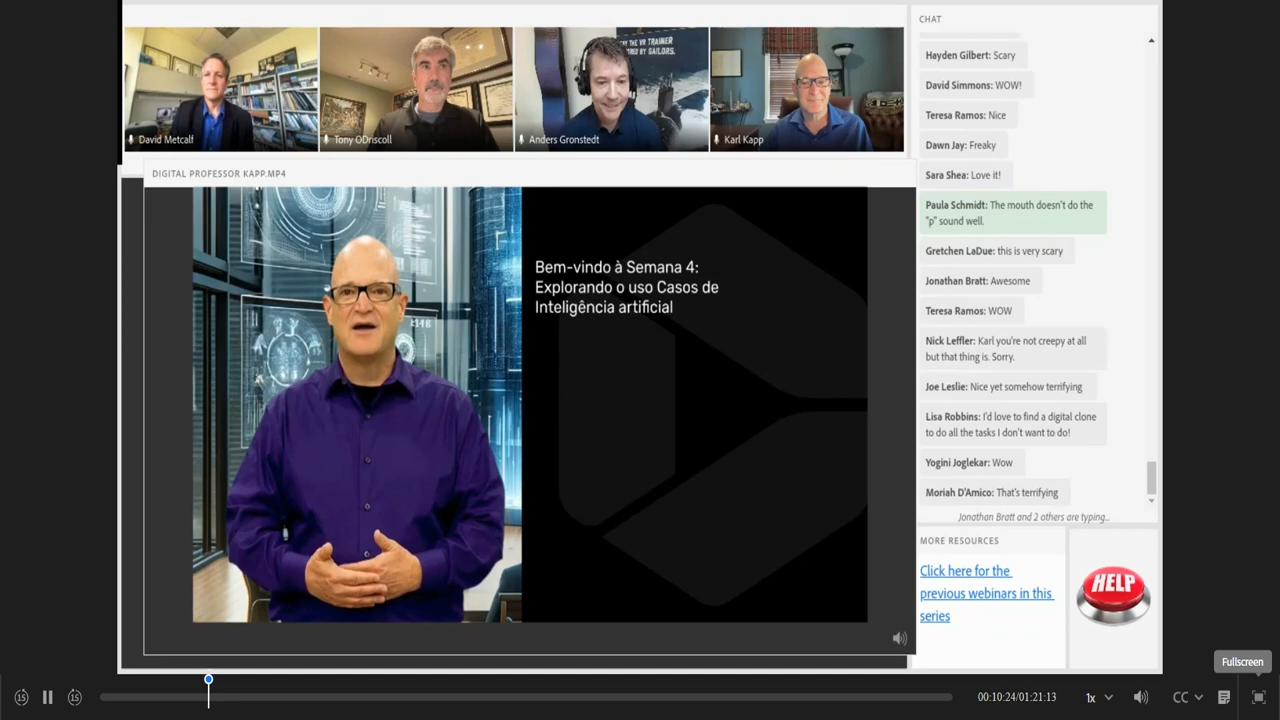 CHAT
Hayden Gilbert: Scary
David Simmons: WOW!
Teresa Ramos: Nice
Dawn Jay: Freaky
Sara Shea: Love it!
Paula Schmidt: The mouth doesn't do the
"p" sound well.
Gretchen LaDue: this is very scary
Jonathan Bratt: Awesome
Teresa Ramos: WOW
Nick Leffler: Karl you're not creepy at all
but that thing is. Sorry.
Joe Leslie: Nice yet somehow terrifying
Lisa Robbins: I'd love to find a digital clone
to do all the tasks I don't want to do!
Yogini Joglekar: Wow
Moriah D'Amico: That's terrifying
Jonathan Bratt and 2 others are typing...
David Metcalf
Tony ODriscoll
Anders Gronstedt
Karl Kapp
DIGITAL PROFESSOR KAPP.MP4
Bem-vindo à Semana 4:
Explorando o uso Casos de
Inteligência artificial
MORE RESOURCES
Click here for the
previous webinars in this
series
HELP
Fullscreen
15
15
00:10:24/01:21:13
1x
CC